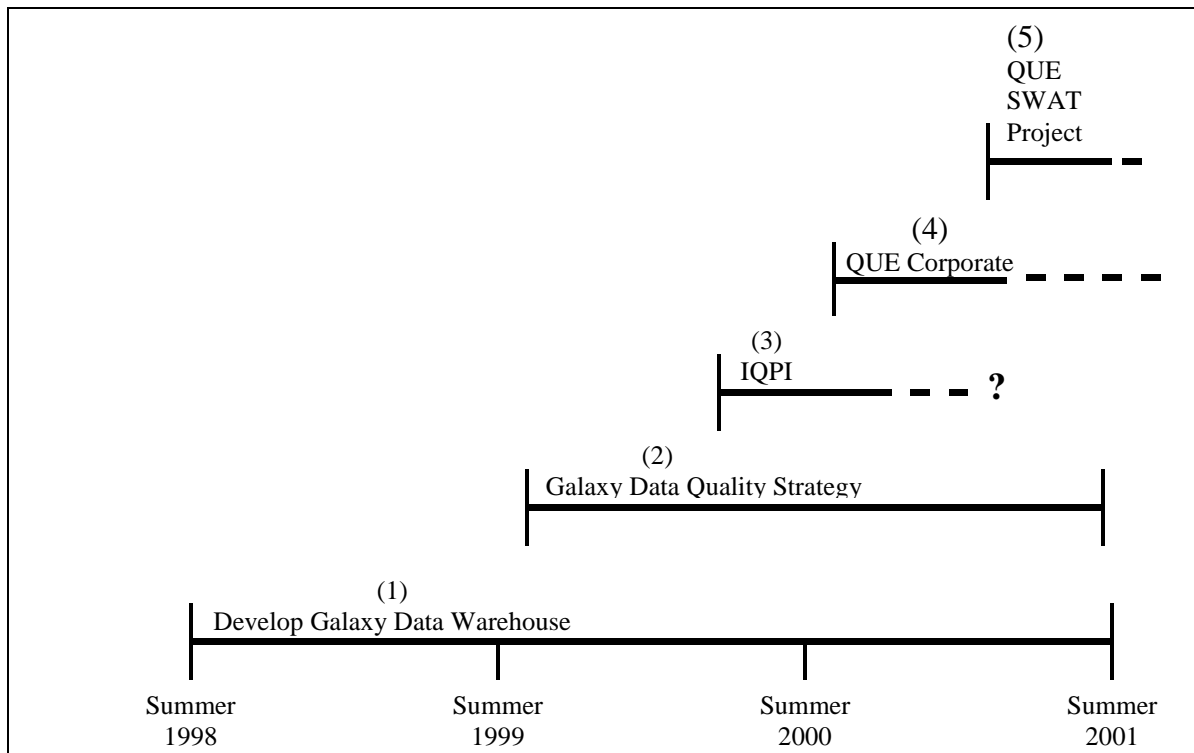 (5)
QUE
SWAT
Project
(4)
QUE Corporate
(3)
IQPI
?
(2)
Galaxy Data Quality Strategy
(1)
Develop Galaxy Data Warehouse
Summer
1998
Summer
1999
Summer
2000
Summer
2001